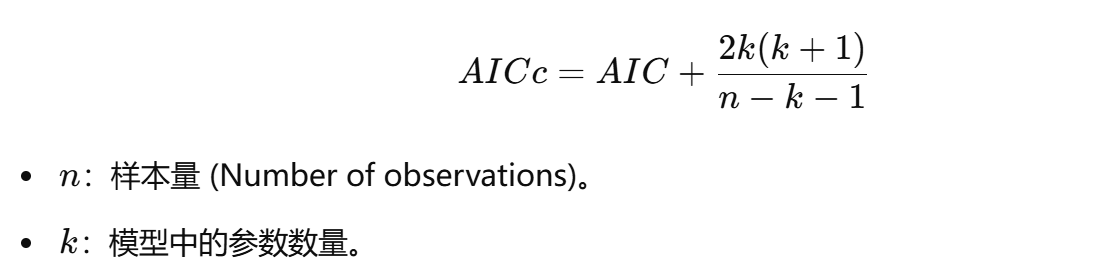 AICc = AIC + \frac{2k(k+1)}{n-k-1}
• n：样本量 (Number of observations)。
• k：模型中的参数数量。